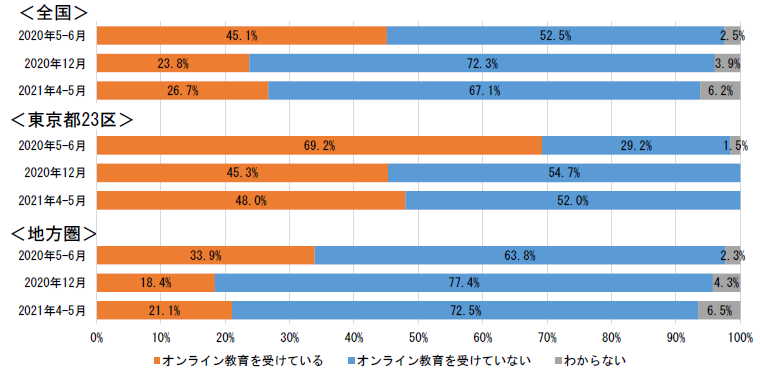 ＜全国＞
2020年5-6月 45.1% 52.5% 2.5%
2020年12月 23.8% 72.3% 3.9%
2021年4-5月 26.7% 67.1% 6.2%
＜東京都23区＞
2020年5-6月 69.2% 29.2% 1.5%
2020年12月 45.3% 54.7%
2021年4-5月 48.0% 52.0%
＜地方圏＞
2020年5-6月 33.9% 63.8% 2.3%
2020年12月 18.4% 77.4% 4.3%
2021年4-5月 21.1% 72.5% 6.5%
0% 10% 20% 30% 40% 50% 60% 70% 80% 90% 100%
オンライン教育を受けている オンライン教育を受けていない わからない